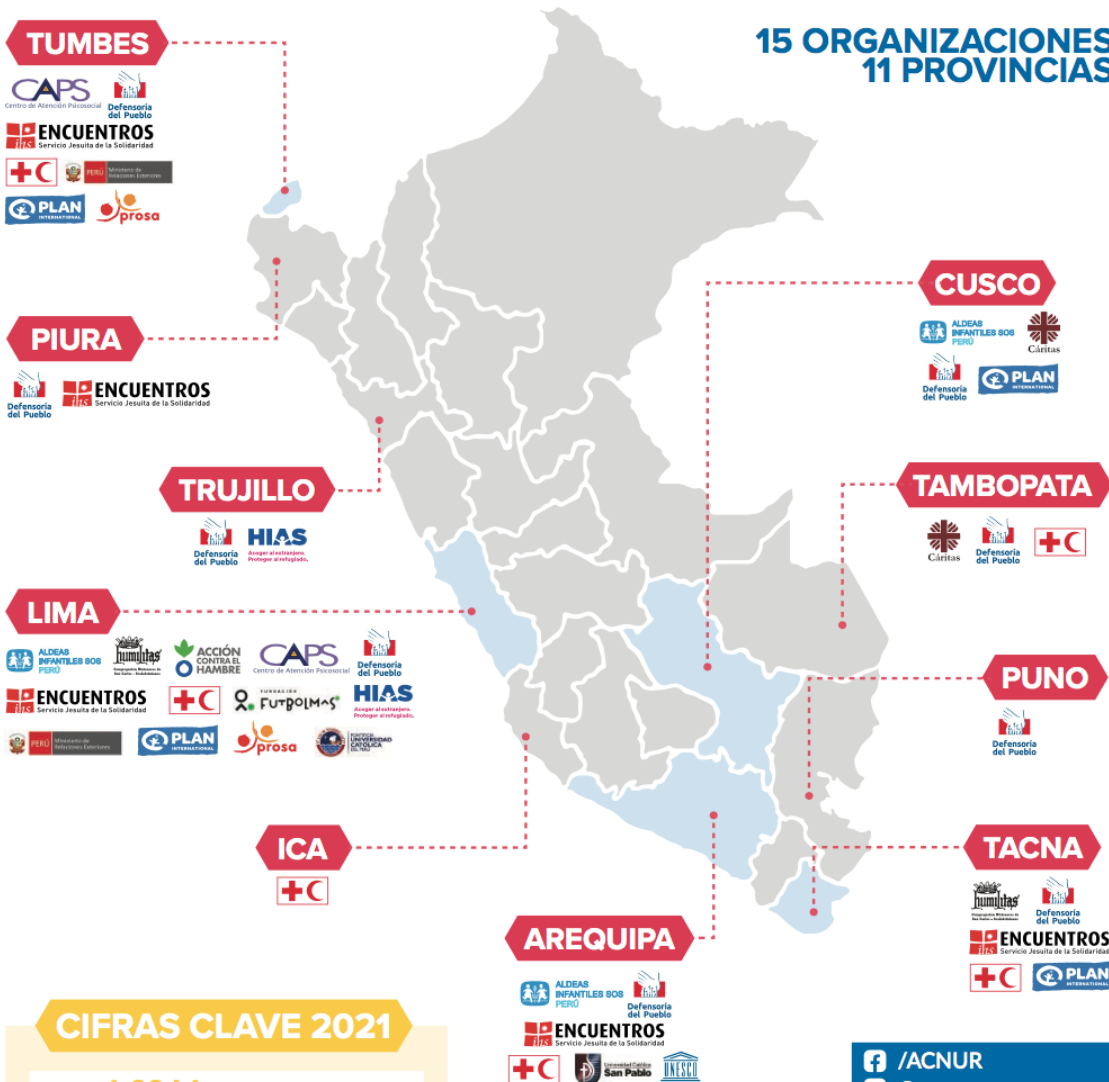 15 ORGANIZACIONES
11 PROVINCIAS
TUMBES
CAPS
Centro de Atención Psicosocial
Defensoría
del Pueblo
ihs ENCUENTROS
Servicio Jesuita de la Solidaridad
PERÚ Ministerio de
Relaciones Exteriores
PLAN
INTERNATIONAL
prosa
PIURA
Defensoría
del Pueblo
ihs ENCUENTROS
Servicio Jesuita de la Solidaridad
TRUJILLO
Defensoría
del Pueblo
HIAS
Acoger al extranjero.
Proteger al refugiado.
LIMA
ALDEAS
INFANTILES SOS
PERÚ
humilitas
ACCIÓN
CONTRA EL
HAMBRE
CAPS
Centro de Atención Psicosocial
Defensoría
del Pueblo
ihs ENCUENTROS
Servicio Jesuita de la Solidaridad
FUNDACIÓN
FUTBOLMAS
HIAS
Acoger al extranjero.
Proteger al refugiado.
PERÚ Ministerio de
Relaciones Exteriores
PLAN
INTERNATIONAL
prosa
PONTIFICIA
UNIVERSIDAD
CATÓLICA
DEL PERÚ
ICA
AREQUIPA
ALDEAS
INFANTILES SOS
PERÚ
Defensoría
del Pueblo
ihs ENCUENTROS
Servicio Jesuita de la Solidaridad
Universidad Católica
San Pablo
UNESCO
CUSCO
ALDEAS
INFANTILES SOS
PERÚ
Cáritas
Defensoría
del Pueblo
PLAN
INTERNATIONAL
TAMBOPATA
Cáritas
Defensoría
del Pueblo
PUNO
Defensoría
del Pueblo
TACNA
humilitas
Defensoría
del Pueblo
ihs ENCUENTROS
Servicio Jesuita de la Solidaridad
PLAN
INTERNATIONAL
CIFRAS CLAVE 2021
/ACNUR